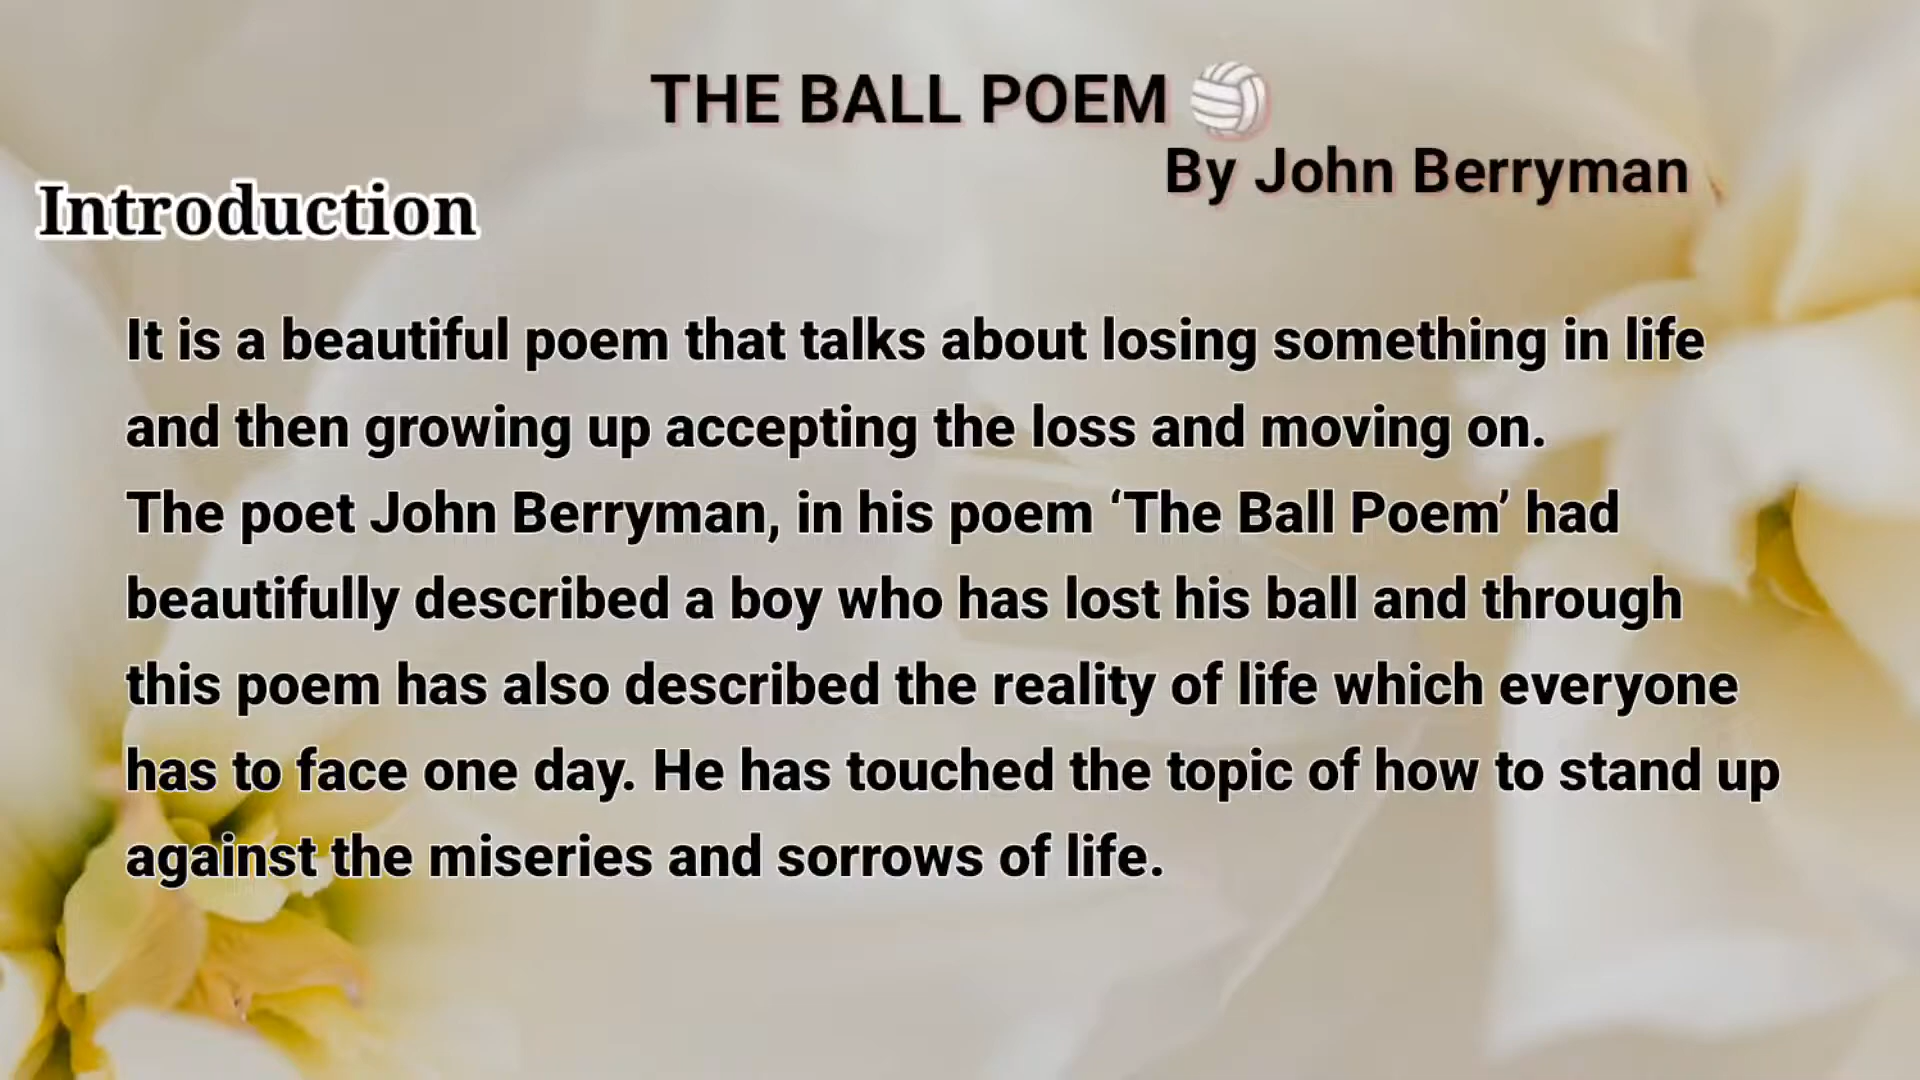 THE BALL POEM
By John Berryman
Introduction
It is a beautiful poem that talks about losing something in life
and then growing up accepting the loss and moving on.
The poet John Berryman, in his poem ‘The Ball Poem’ had
beautifully described a boy who has lost his ball and through
this poem has also described the reality of life which everyone
has to face one day. He has touched the topic of how to stand up
against the miseries and sorrows of life.